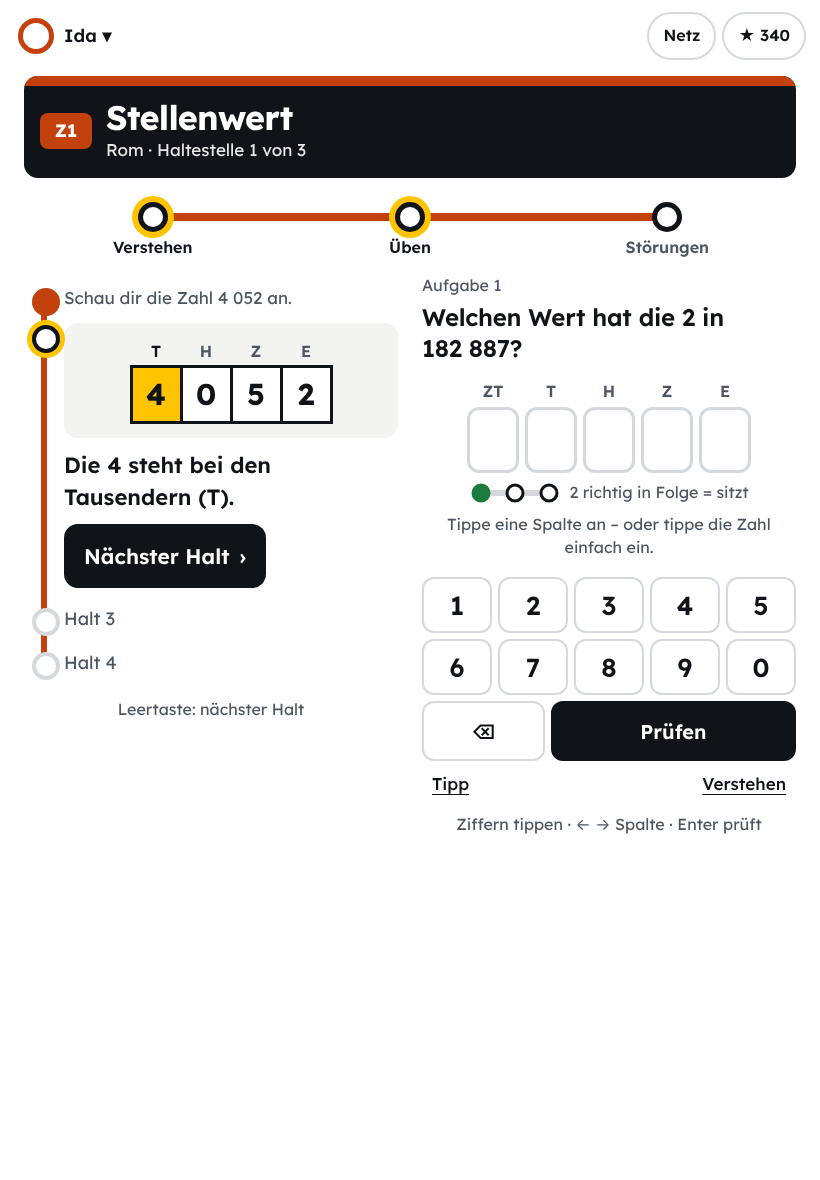 Ida ▾
Netz
★ 340
Z1
Stellenwert
Rom · Haltestelle 1 von 3
Verstehen
Üben
Störungen
Schau dir die Zahl 4 052 an.
T H Z E
4 0 5 2
Die 4 steht bei den
Tausendern (T).
Nächster Halt ›
Halt 3
Halt 4
Leertaste: nächster Halt
Aufgabe 1
Welchen Wert hat die 2 in
182 887?
ZT T H Z E
2 richtig in Folge = sitzt
Tippe eine Spalte an – oder tippe die Zahl
einfach ein.
1 2 3 4 5
6 7 8 9 0
⌫ Prüfen
Tipp Verstehen
Ziffern tippen · ← → Spalte · Enter prüft